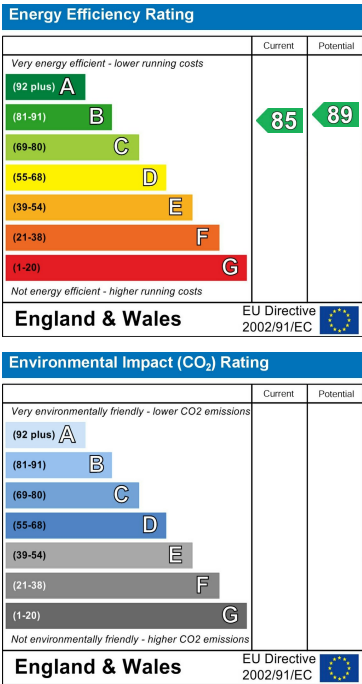 Energy Efficiency Rating
Current Potential
Very energy efficient - lower running costs
(92 plus) A
(81-91) B
(69-80) C
(55-68) D
(39-54) E
(21-38) F
(1-20) G
85
89
Not energy efficient - higher running costs
England & Wales
EU Directive
2002/91/EC
Environmental Impact (CO₂) Rating
Current Potential
Very environmentally friendly - lower CO2 emissions
(92 plus) A
(81-91) B
(69-80) C
(55-68) D
(39-54) E
(21-38) F
(1-20) G
Not environmentally friendly - higher CO2 emissions
England & Wales
EU Directive
2002/91/EC